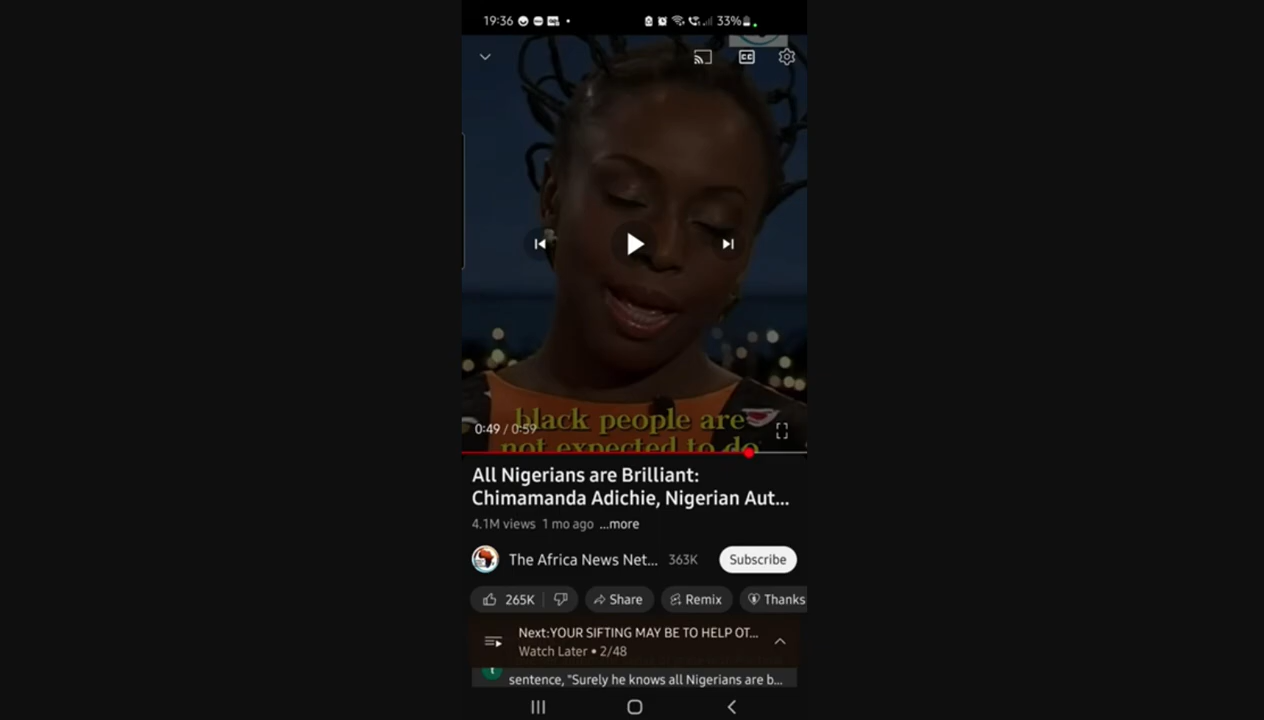 19:36
33%
CC
black people are
0:49 / 0:59
not expected to do
All Nigerians are Brilliant:
Chimamanda Adichie, Nigerian Aut...
4.1M views 1 mo ago ...more
The Africa News Net... 363K Subscribe
265K Share Remix Thanks
Next:YOUR SIFTING MAY BE TO HELP OT...
Watch Later • 2/48
sentence, "Surely he knows all Nigerians are b...